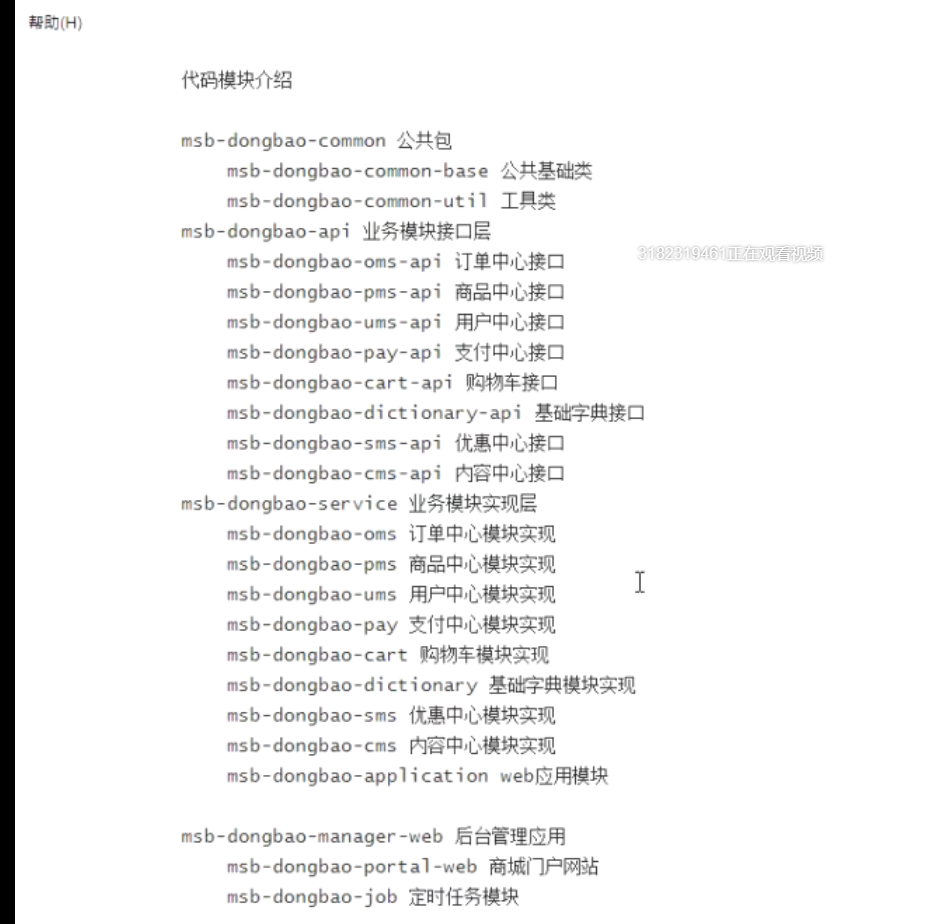 帮助(H)
代码模块介绍
msb-dongbao-common 公共包
msb-dongbao-common-base 公共基础类
msb-dongbao-common-util 工具类
msb-dongbao-api 业务模块接口层
3182319461正在观看视频
msb-dongbao-oms-api 订单中心接口
msb-dongbao-pms-api 商品中心接口
msb-dongbao-ums-api 用户中心接口
msb-dongbao-pay-api 支付中心接口
msb-dongbao-cart-api 购物车接口
msb-dongbao-dictionary-api 基础字典接口
msb-dongbao-sms-api 优惠中心接口
msb-dongbao-cms-api 内容中心接口
msb-dongbao-service 业务模块实现层
msb-dongbao-oms 订单中心模块实现
msb-dongbao-pms 商品中心模块实现
msb-dongbao-ums 用户中心模块实现
msb-dongbao-pay 支付中心模块实现
msb-dongbao-cart 购物车模块实现
msb-dongbao-dictionary 基础字典模块实现
msb-dongbao-sms 优惠中心模块实现
msb-dongbao-cms 内容中心模块实现
msb-dongbao-application web应用模块
msb-dongbao-manager-web 后台管理应用
msb-dongbao-portal-web 商城门户网站
msb-dongbao-job 定时任务模块